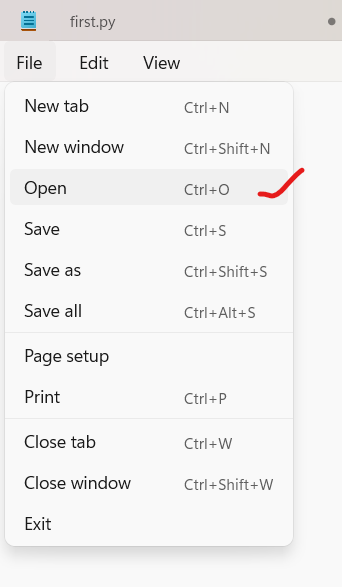 first.py
File Edit View
New tab Ctrl+N
New window Ctrl+Shift+N
Open Ctrl+O
Save Ctrl+S
Save as Ctrl+Shift+S
Save all Ctrl+Alt+S
Page setup
Print Ctrl+P
Close tab Ctrl+W
Close window Ctrl+Shift+W
Exit